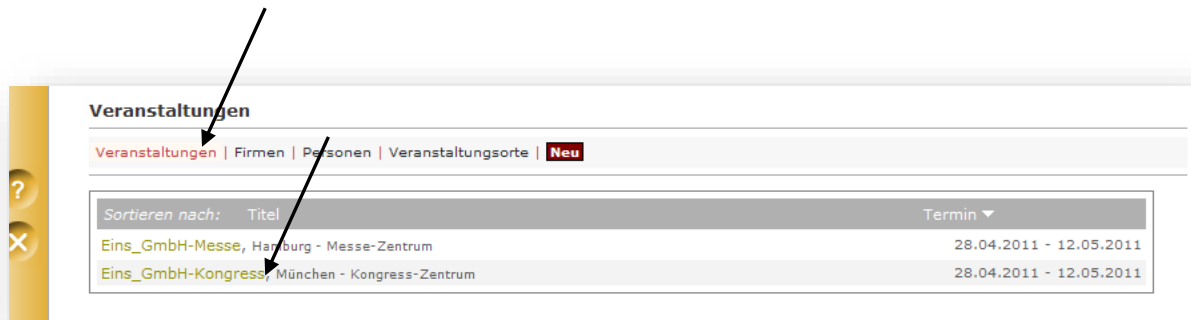 Veranstaltungen
Veranstaltungen | Firmen | Personen | Veranstaltungsorte | Neu
?
Sortieren nach: Titel Termin ▼
X
Eins_GmbH-Messe, Hamburg - Messe-Zentrum 28.04.2011 - 12.05.2011
Eins_GmbH-Kongress, München - Kongress-Zentrum 28.04.2011 - 12.05.2011